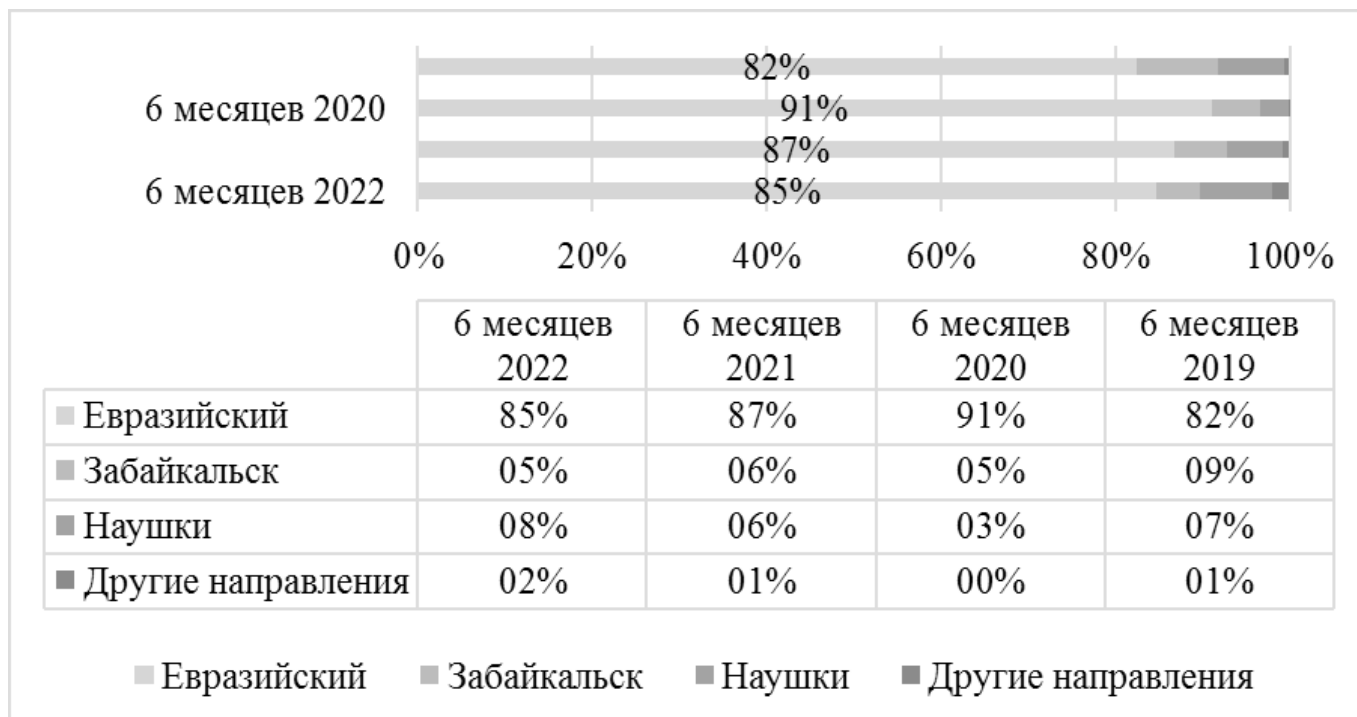 82%
6 месяцев 2020 91%
87%
6 месяцев 2022 85%
0% 20% 40% 60% 80% 100%
6 месяцев 2022 6 месяцев 2021 6 месяцев 2020 6 месяцев 2019
Евразийский 85% 87% 91% 82%
Забайкальск 05% 06% 05% 09%
Наушки 08% 06% 03% 07%
Другие направления 02% 01% 00% 01%
Евразийский Забайкальск Наушки Другие направления